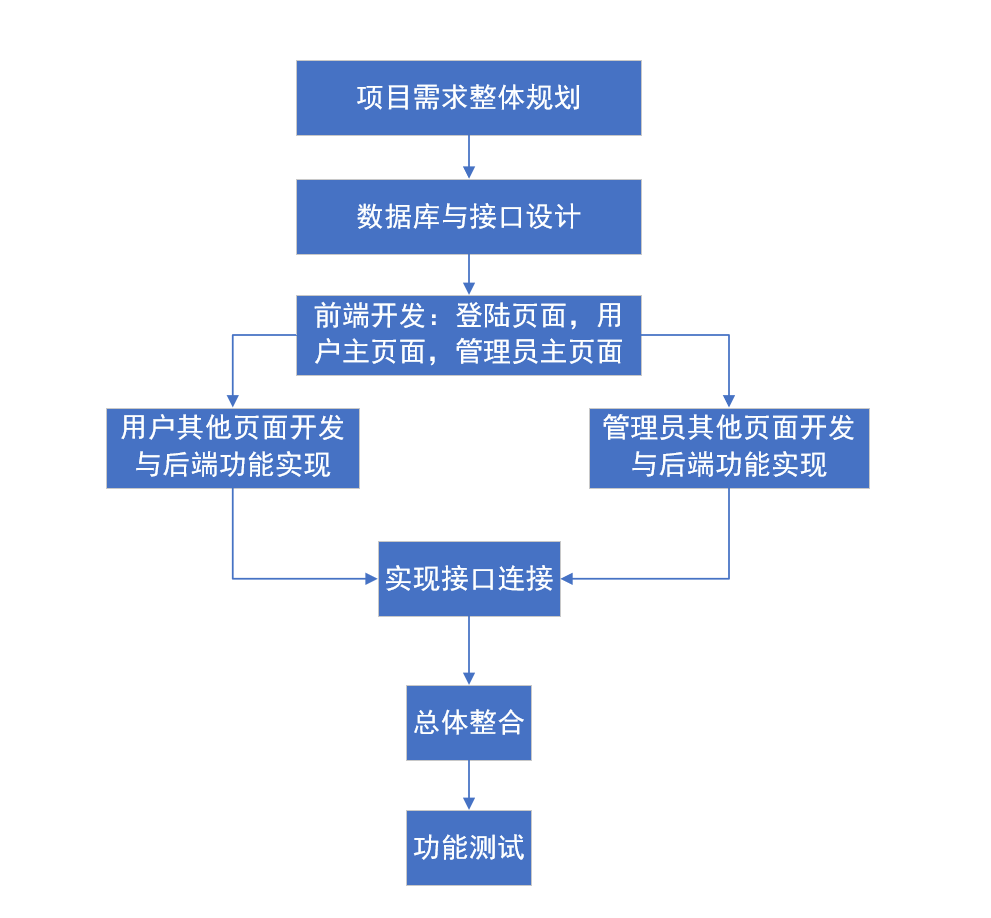 项目需求整体规划
数据库与接口设计
前端开发：登陆页面，用
户主页面，管理员主页面
用户其他页面开发
与后端功能实现
管理员其他页面开发
与后端功能实现
实现接口连接
总体整合
功能测试